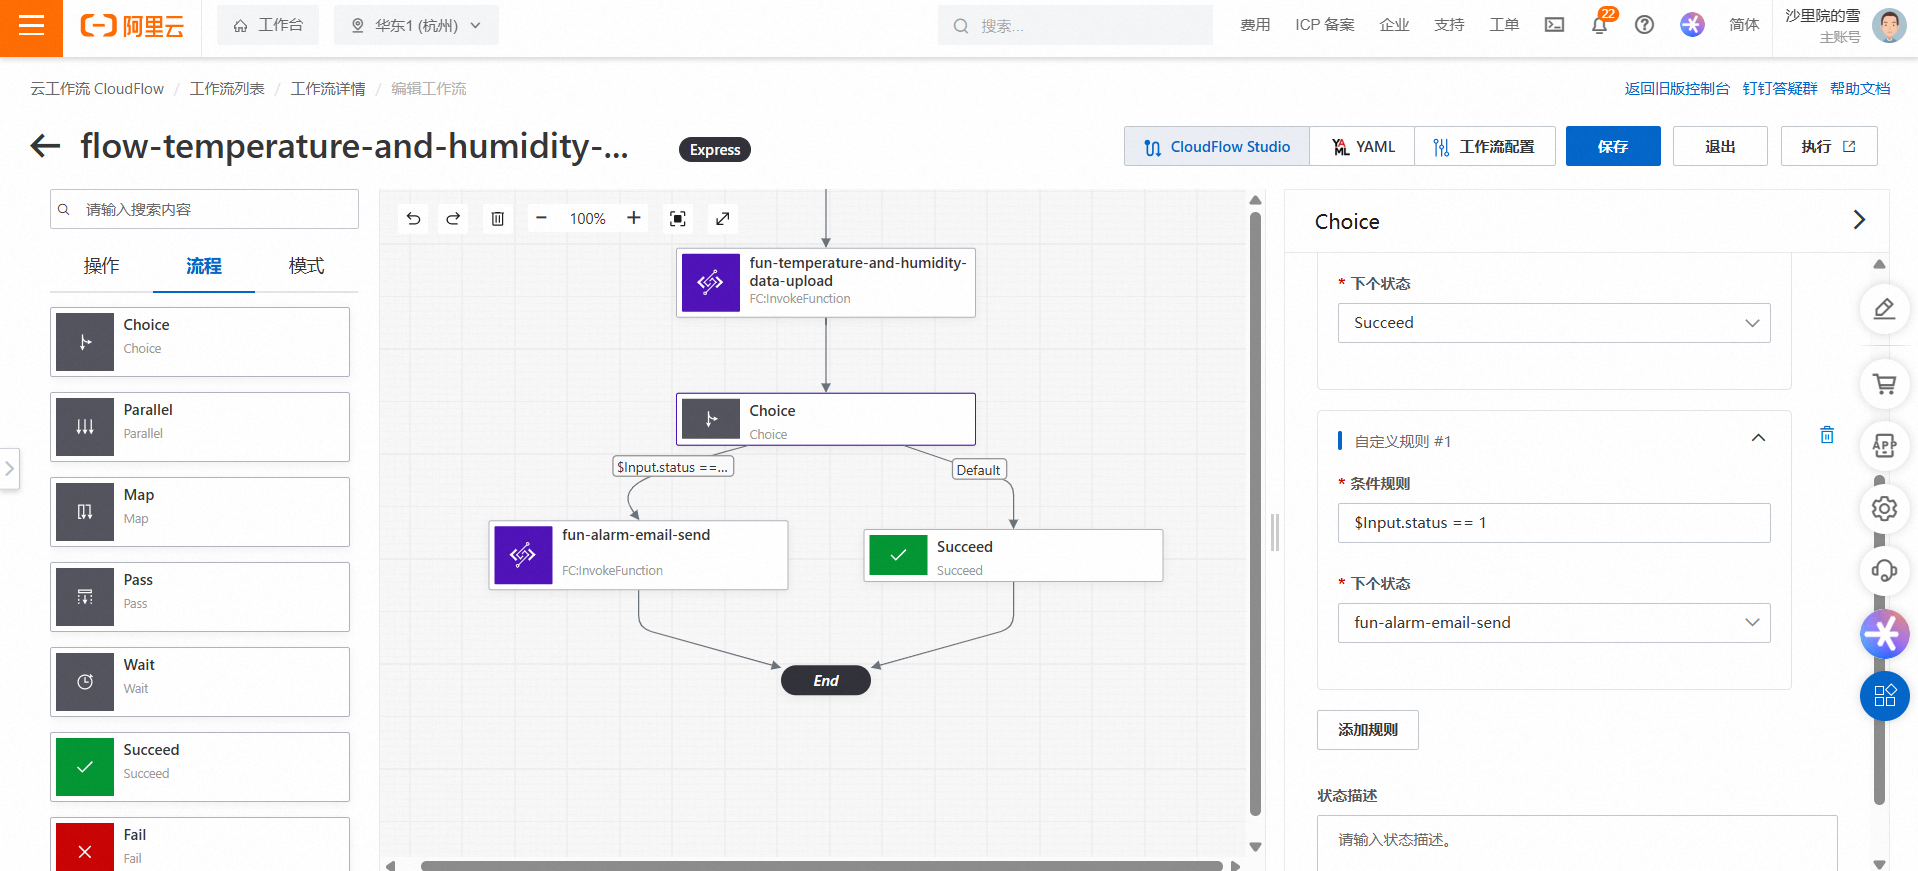 阿里云
工作台
华东1 (杭州)
搜索...
费用
ICP 备案
企业
支持
工单
22
简体
沙里院的雪
主账号
云工作流 CloudFlow / 工作流列表 / 工作流详情 / 编辑工作流
返回旧版控制台
钉钉答疑群
帮助文档
flow-temperature-and-humidity-...
Express
CloudFlow Studio
YAML
YAML
工作流配置
保存
退出
执行
请输入搜索内容
操作
流程
模式
Choice
Choice
Parallel
Parallel
Map
Map
Pass
Pass
Wait
Wait
Succeed
Succeed
Fail
Fail
100%
fun-temperature-and-humidity-
data-upload
FC:InvokeFunction
Choice
Choice
$Input.status ==...
Default
fun-alarm-email-send
FC:InvokeFunction
Succeed
Succeed
End
Choice
* 下个状态
Succeed
自定义规则 #1
* 条件规则
$Input.status == 1
* 下个状态
fun-alarm-email-send
添加规则
状态描述
请输入状态描述。
APP